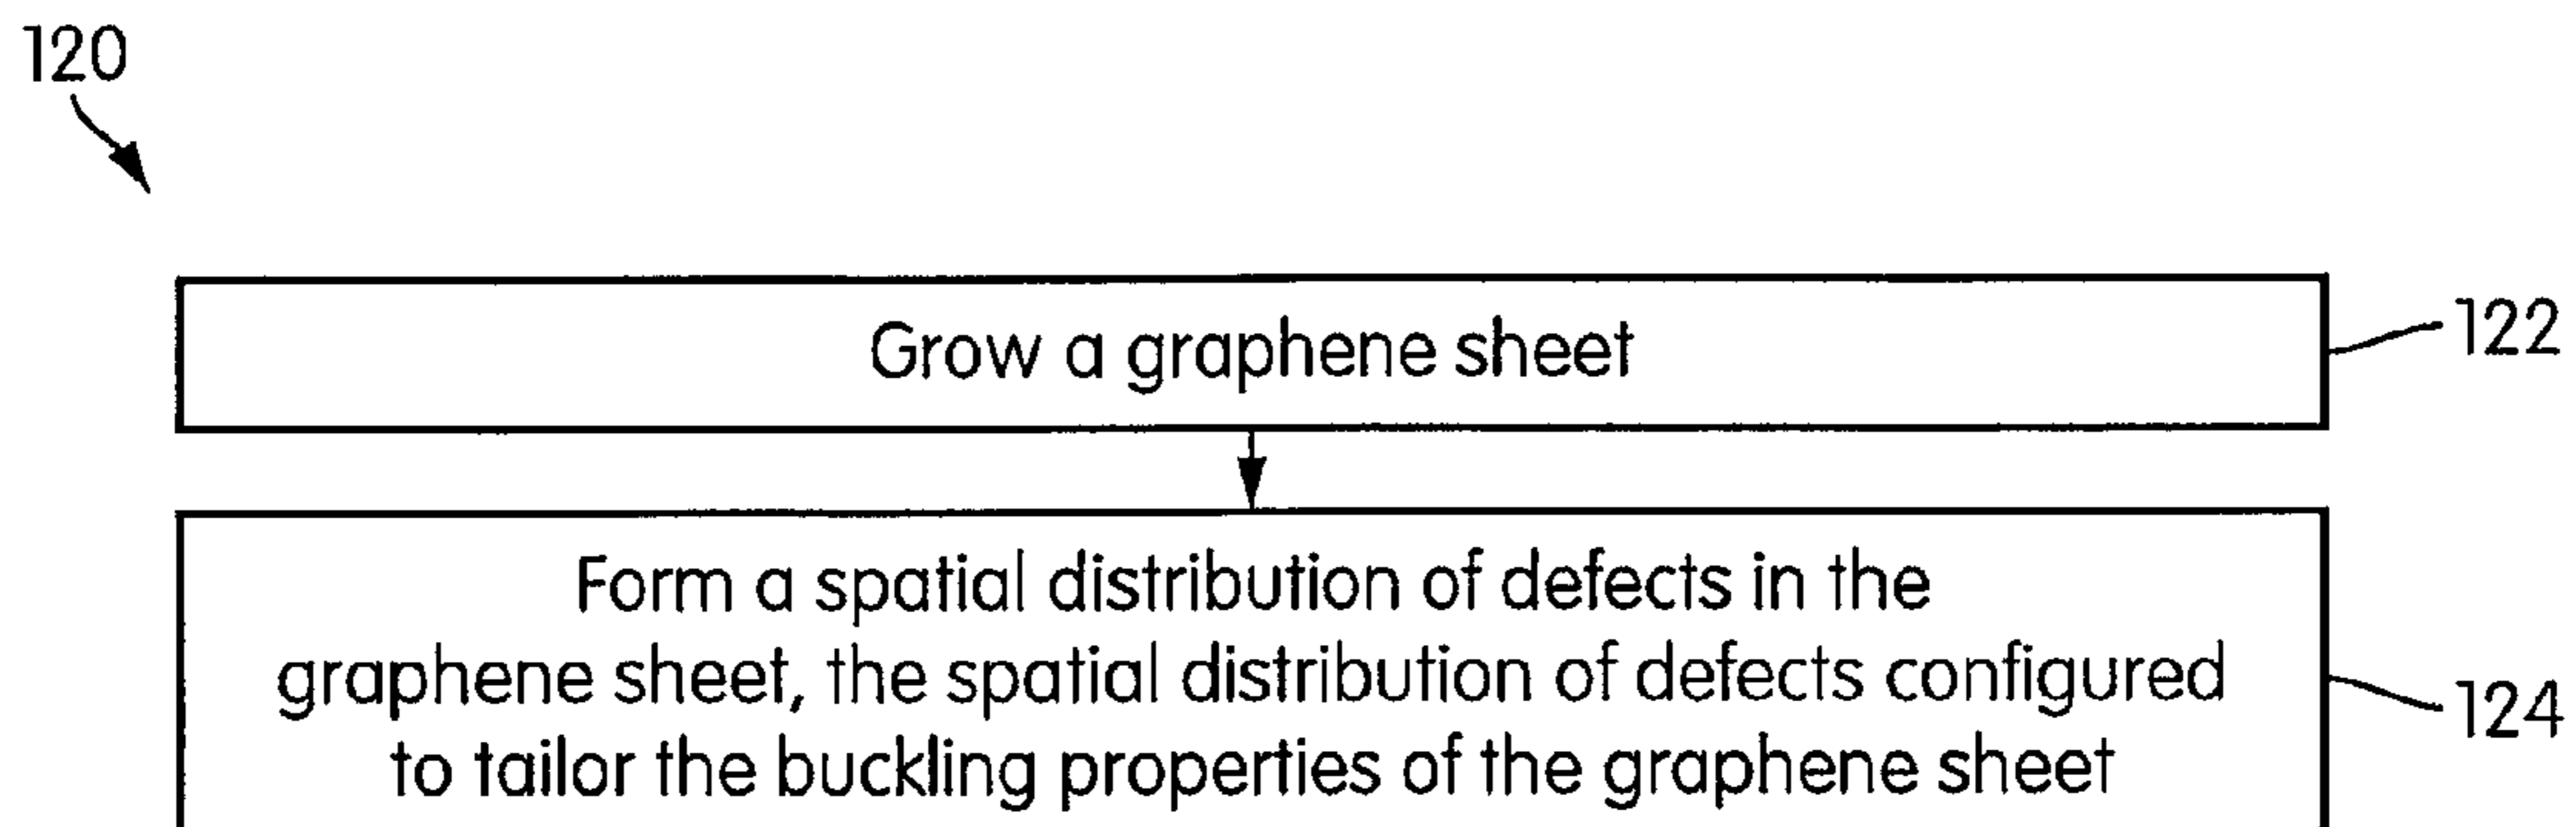 120
Grow a graphene sheet
122
Form a spatial distribution of defects in the
graphene sheet, the spatial distribution of defects configured
to tailor the buckling properties of the graphene sheet
124